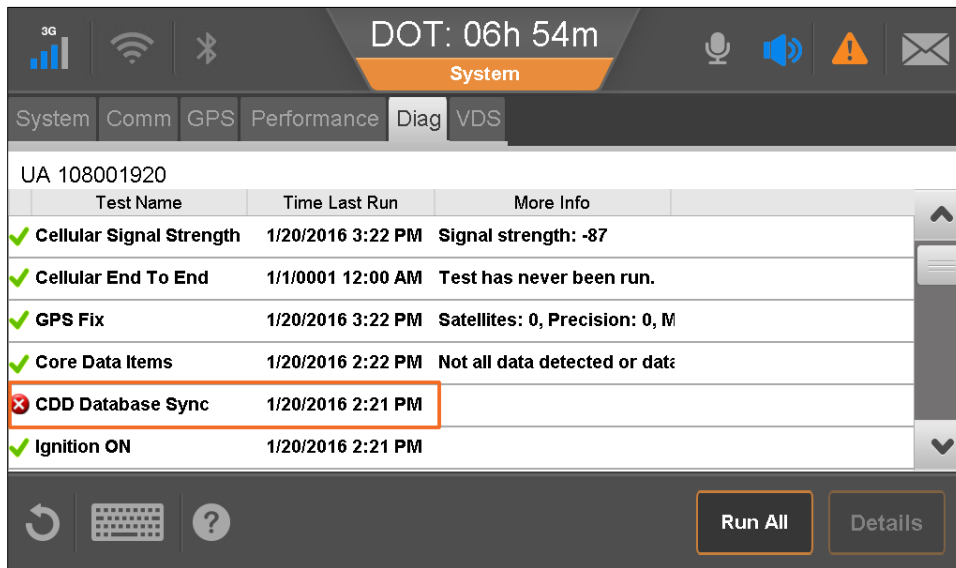 3G
DOT: 06h 54m
System
System Comm GPS Performance Diag VDS
UA 108001920
Test Name Time Last Run More Info
Cellular Signal Strength 1/20/2016 3:22 PM Signal strength: -87
Cellular End To End 1/1/0001 12:00 AM Test has never been run.
GPS Fix 1/20/2016 3:22 PM Satellites: 0, Precision: 0, M
Core Data Items 1/20/2016 2:22 PM Not all data detected or data
CDD Database Sync 1/20/2016 2:21 PM
Ignition ON 1/20/2016 2:21 PM
Run All Details